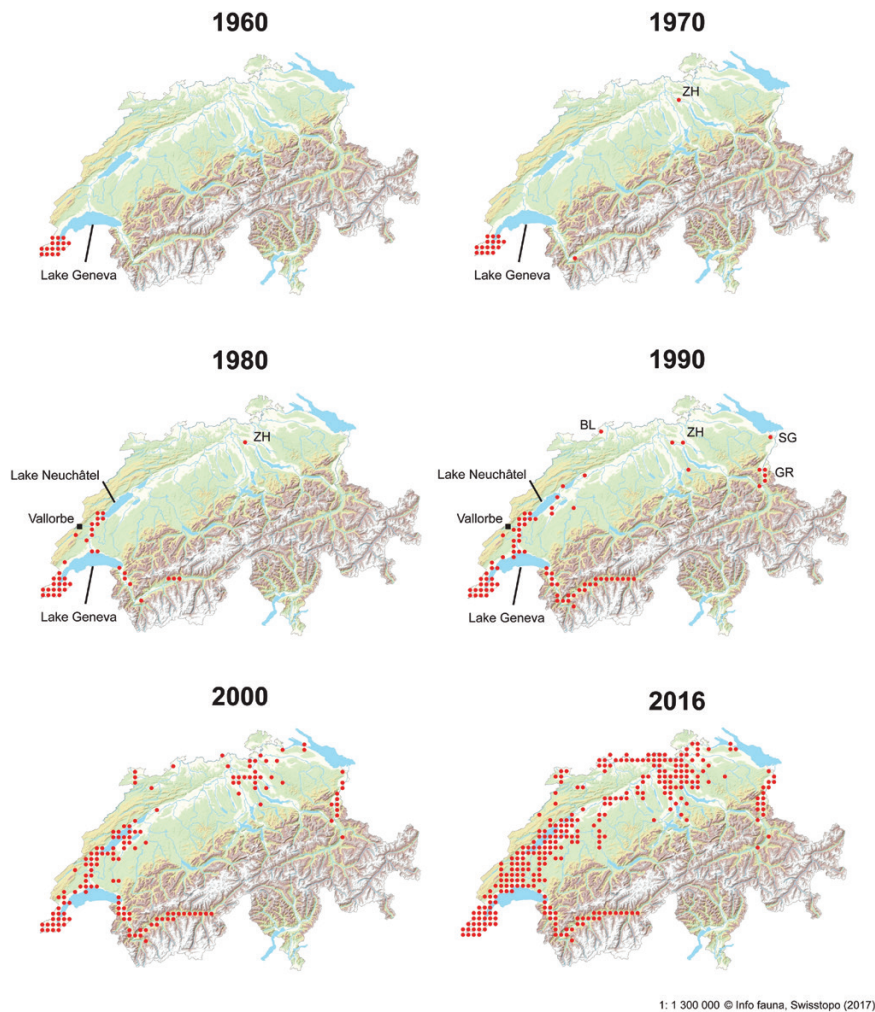 1960
1970
ZH
Lake Geneva
Lake Geneva
1980
1990
ZH
Lake Neuchâtel
Vallorbe
Lake Geneva
BL
ZH
SG
GR
Lake Neuchâtel
Vallorbe
Lake Geneva
2000
2016
1: 1 300 000 © Info fauna, Swisstopo (2017)